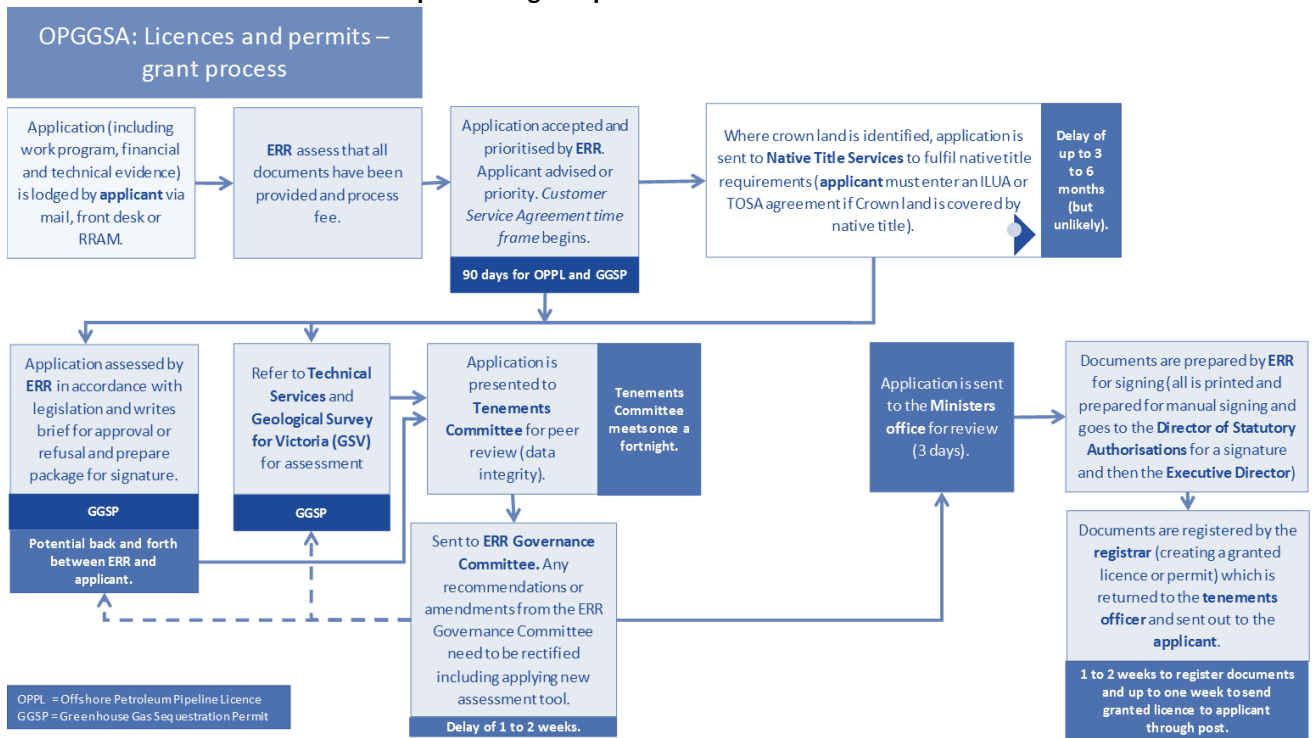 OPGGSA: Licences and permits –
grant process
Application (including
work program, financial
and technical evidence)
is lodged by applicant via
mail, front desk or
RRAM.
ERR assess that all
documents have been
provided and process
fee.
Application accepted and
prioritised by ERR.
Applicant advised or
priority. Customer
Service Agreement time
frame begins.
90 days for OPPL and GGSP
Where crown land is identified, application is
sent to Native Title Services to fulfil native title
requirements (applicant must enter an ILUA or
TOSA agreement if Crown land is covered by
native title).
Delay of
up to 3
to 6
months
(but
unlikely).
Application assessed by
ERR in accordance with
legislation and writes
brief for approval or
refusal and prepare
package for signature.
GGSP
Potential back and forth
between ERR and
applicant.
Refer to Technical
Services and
Geological Survey
for Victoria (GSV)
for assessment
GGSP
Application is
presented to
Tenements
Committee for peer
review (data
integrity).
Tenements
Committee
meets once a
fortnight.
Sent to ERR Governance
Committee. Any
recommendations or
amendments from the ERR
Governance Committee
need to be rectified
including applying new
assessment tool.
Delay of 1 to 2 weeks.
Application is sent
to the Ministers
office for review
(3 days).
Documents are prepared by ERR
for signing (all is printed and
prepared for manual signing and
goes to the Director of Statutory
Authorisations for a signature
and then the Executive Director)
Documents are registered by the
registrar (creating a granted
licence or permit) which is
returned to the tenements
officer and sent out to the
applicant.
1 to 2 weeks to register documents
and up to one week to send
granted licence to applicant
through post.
OPPL = Offshore Petroleum Pipeline Licence
GGSP = Greenhouse Gas Sequestration Permit